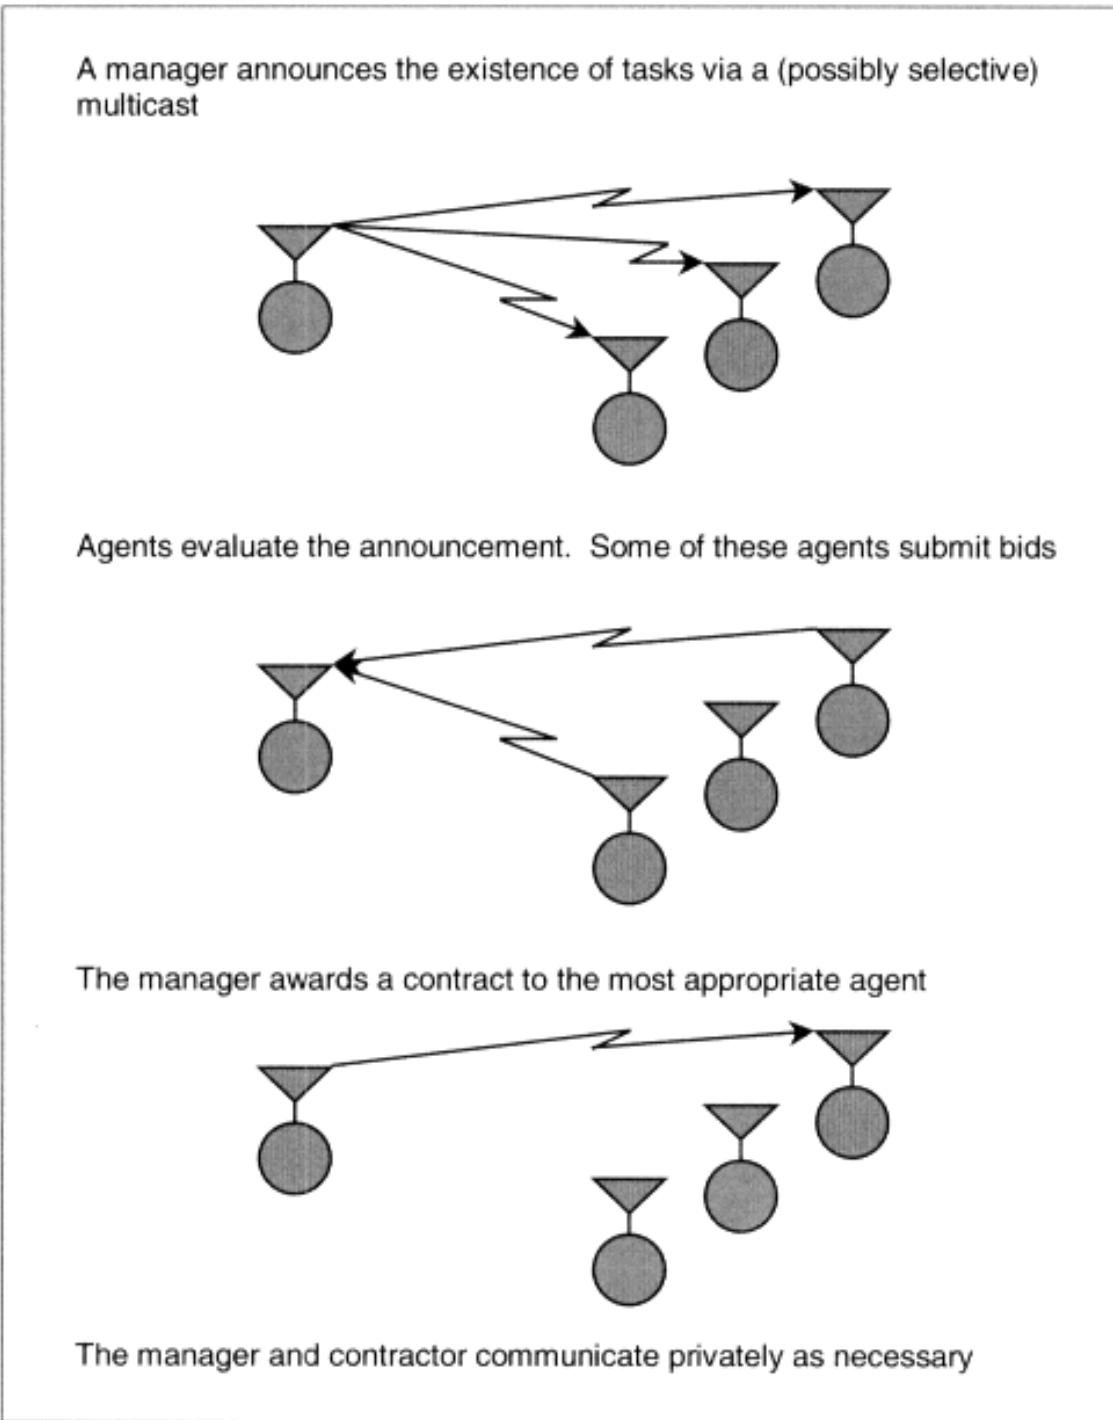 A manager announces the existence of tasks via a (possibly selective)
multicast
Agents evaluate the announcement.  Some of these agents submit bids
The manager awards a contract to the most appropriate agent
The manager and contractor communicate privately as necessary